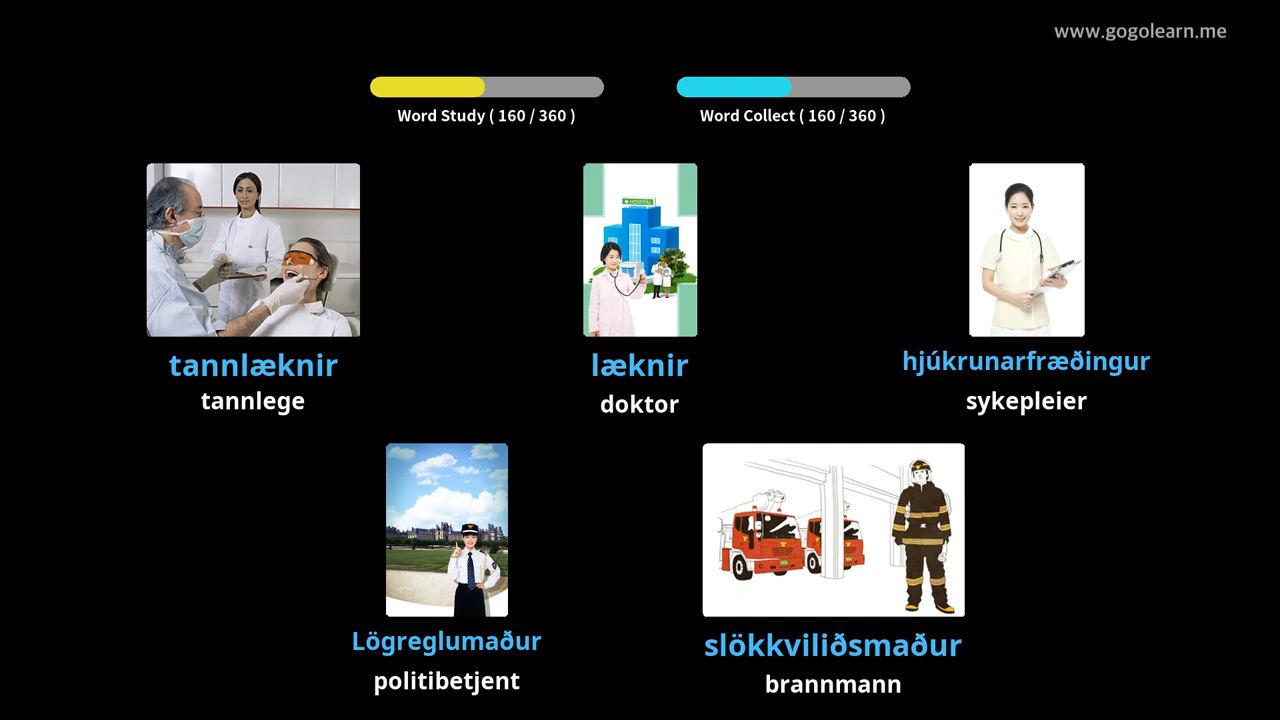 www.gogolearn.me
Word Study ( 160 / 360 )
Word Collect ( 160 / 360 )
HOSPITAL
tannlæknir
tannlege
læknir
doktor
hjúkrunarfræðingur
sykepleier
Lögreglumaður
politibetjent
slökkviliðsmaður
brannmann